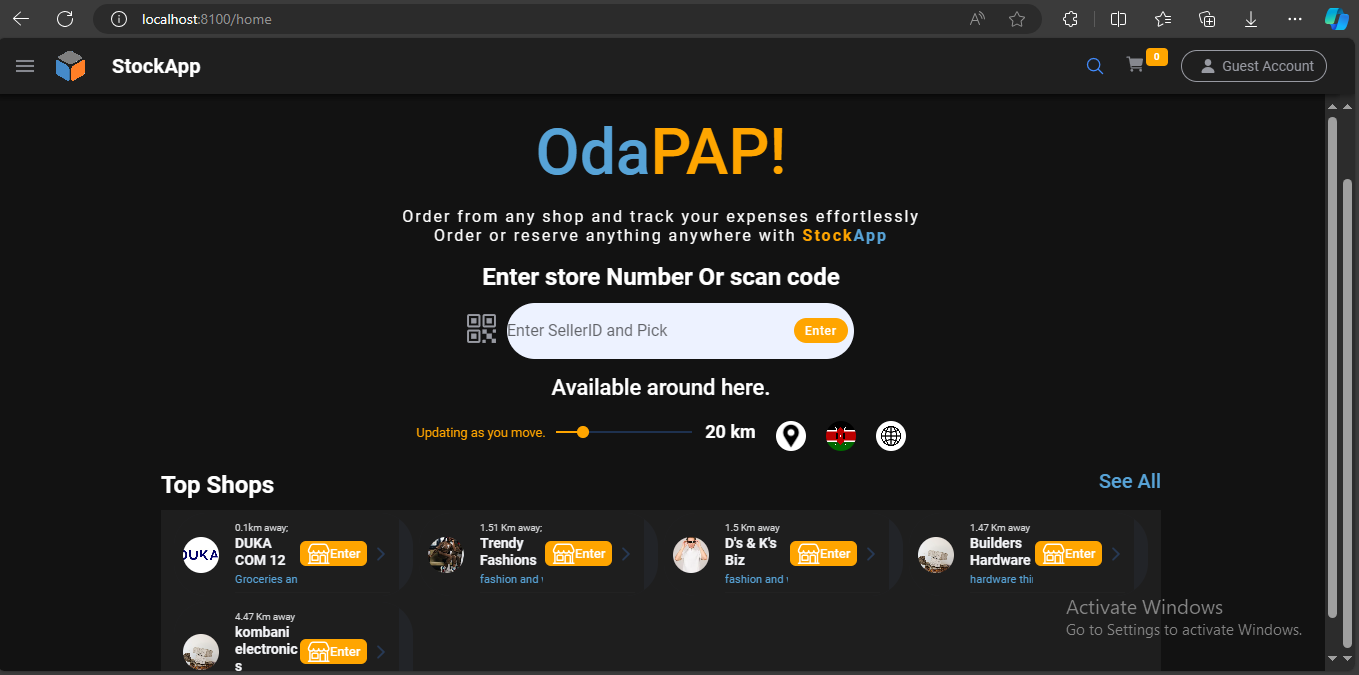 localhost:8100/home
StockApp
0
Guest Account
OdaPAP!
Order from any shop and track your expenses effortlessly
Order or reserve anything anywhere with StockApp
Enter store Number Or scan code
Enter SellerID and Pick
Enter
Available around here.
Updating as you move.
20 km
Top Shops
See All
0.1km away;
DUKA
DUKA
COM 12
Enter
Groceries an
1.51 Km away;
Trendy
Fashions
Enter
fashion and
1.5 Km away
D's & K's
Biz
Enter
fashion and
1.47 Km away
Builders
Hardware
Enter
hardware thi
4.47 Km away
kombani
electronic
s
Enter
Activate Windows
Go to Settings to activate Windows.